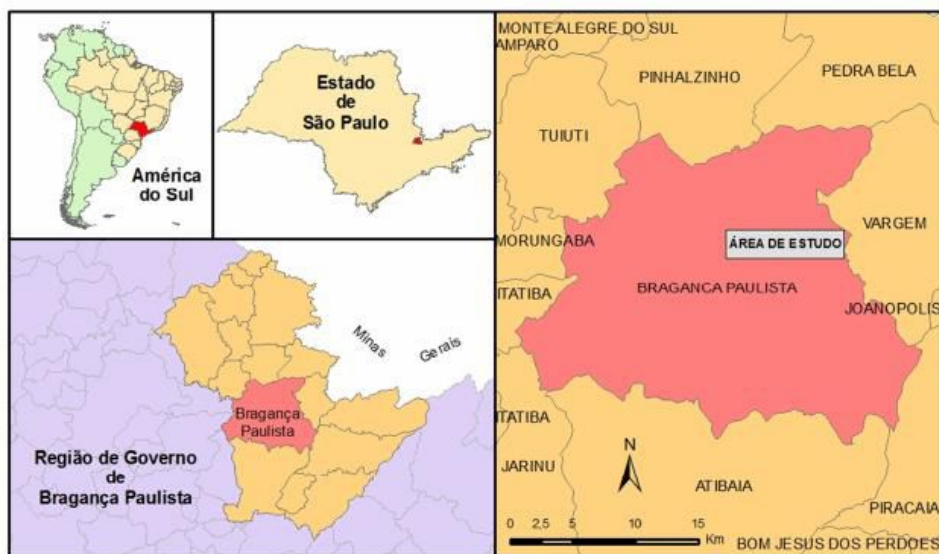 América
do Sul
Estado
de
São Paulo
Minas
Gerais
Bragança
Paulista
Região de Governo
de
Bragança Paulista
MONTE ALEGRE DO SUL
AMPARO
PINHALZINHO
PEDRA BELA
TUIUTI
VARGEM
MORUNGABA
ÁREA DE ESTUDO
ITATIBA
BRAGANÇA PAULISTA
JOANOPOLIS
ITATIBA
N
JARINU
ATIBAIA
PIRACAIA
0 2,5 5 10 15
Km
BOM JESUS DOS PERDOES